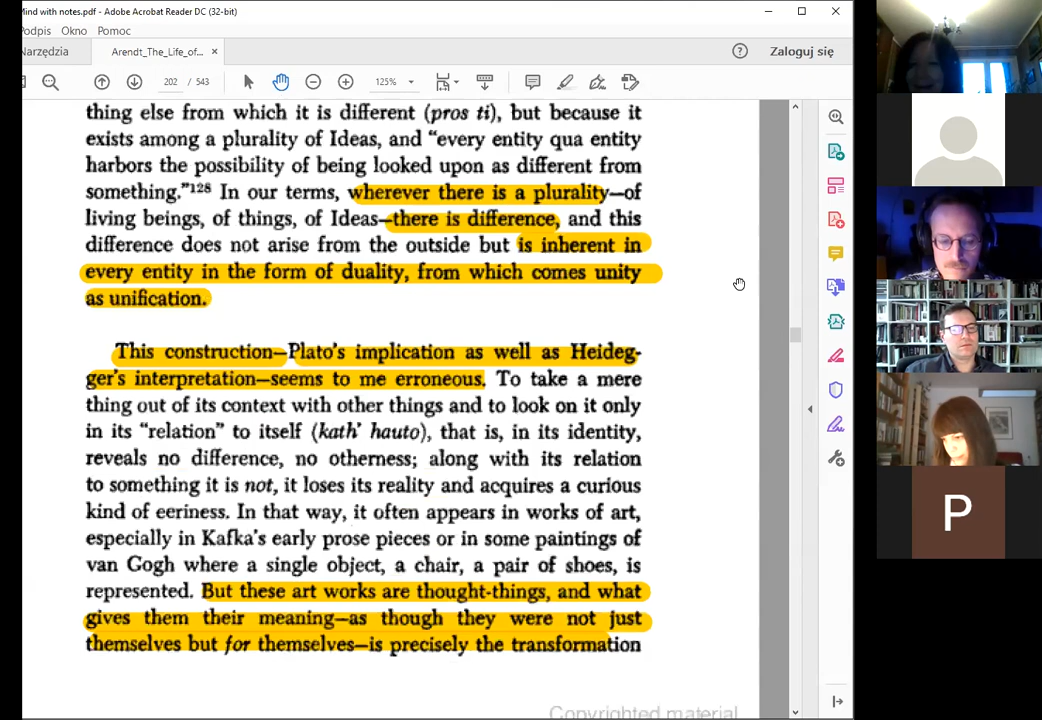 Mind with notes.pdf - Adobe Acrobat Reader DC (32-bit)
Podpis Okno Pomoc
Narzędzia Arendt_The_Life_of... × Zaloguj się
202 / 543 125%
thing else from which it is different (pros ti), but because it
exists among a plurality of Ideas, and “every entity qua entity
harbors the possibility of being looked upon as different from
something.”128 In our terms, wherever there is a plurality—of
living beings, of things, of Ideas—there is difference, and this
difference does not arise from the outside but is inherent in
every entity in the form of duality, from which comes unity
as unification.
This construction—Plato's implication as well as Heideg-
ger's interpretation—seems to me erroneous. To take a mere
thing out of its context with other things and to look on it only
in its “relation” to itself (kath' hauto), that is, in its identity,
reveals no difference, no otherness; along with its relation
to something it is not, it loses its reality and acquires a curious
kind of eeriness. In that way, it often appears in works of art,
especially in Kafka's early prose pieces or in some paintings of
van Gogh where a single object, a chair, a pair of shoes, is
represented. But these art works are thought-things, and what
gives them their meaning—as though they were not just
themselves but for themselves—is precisely the transformation
Copyrighted material
P